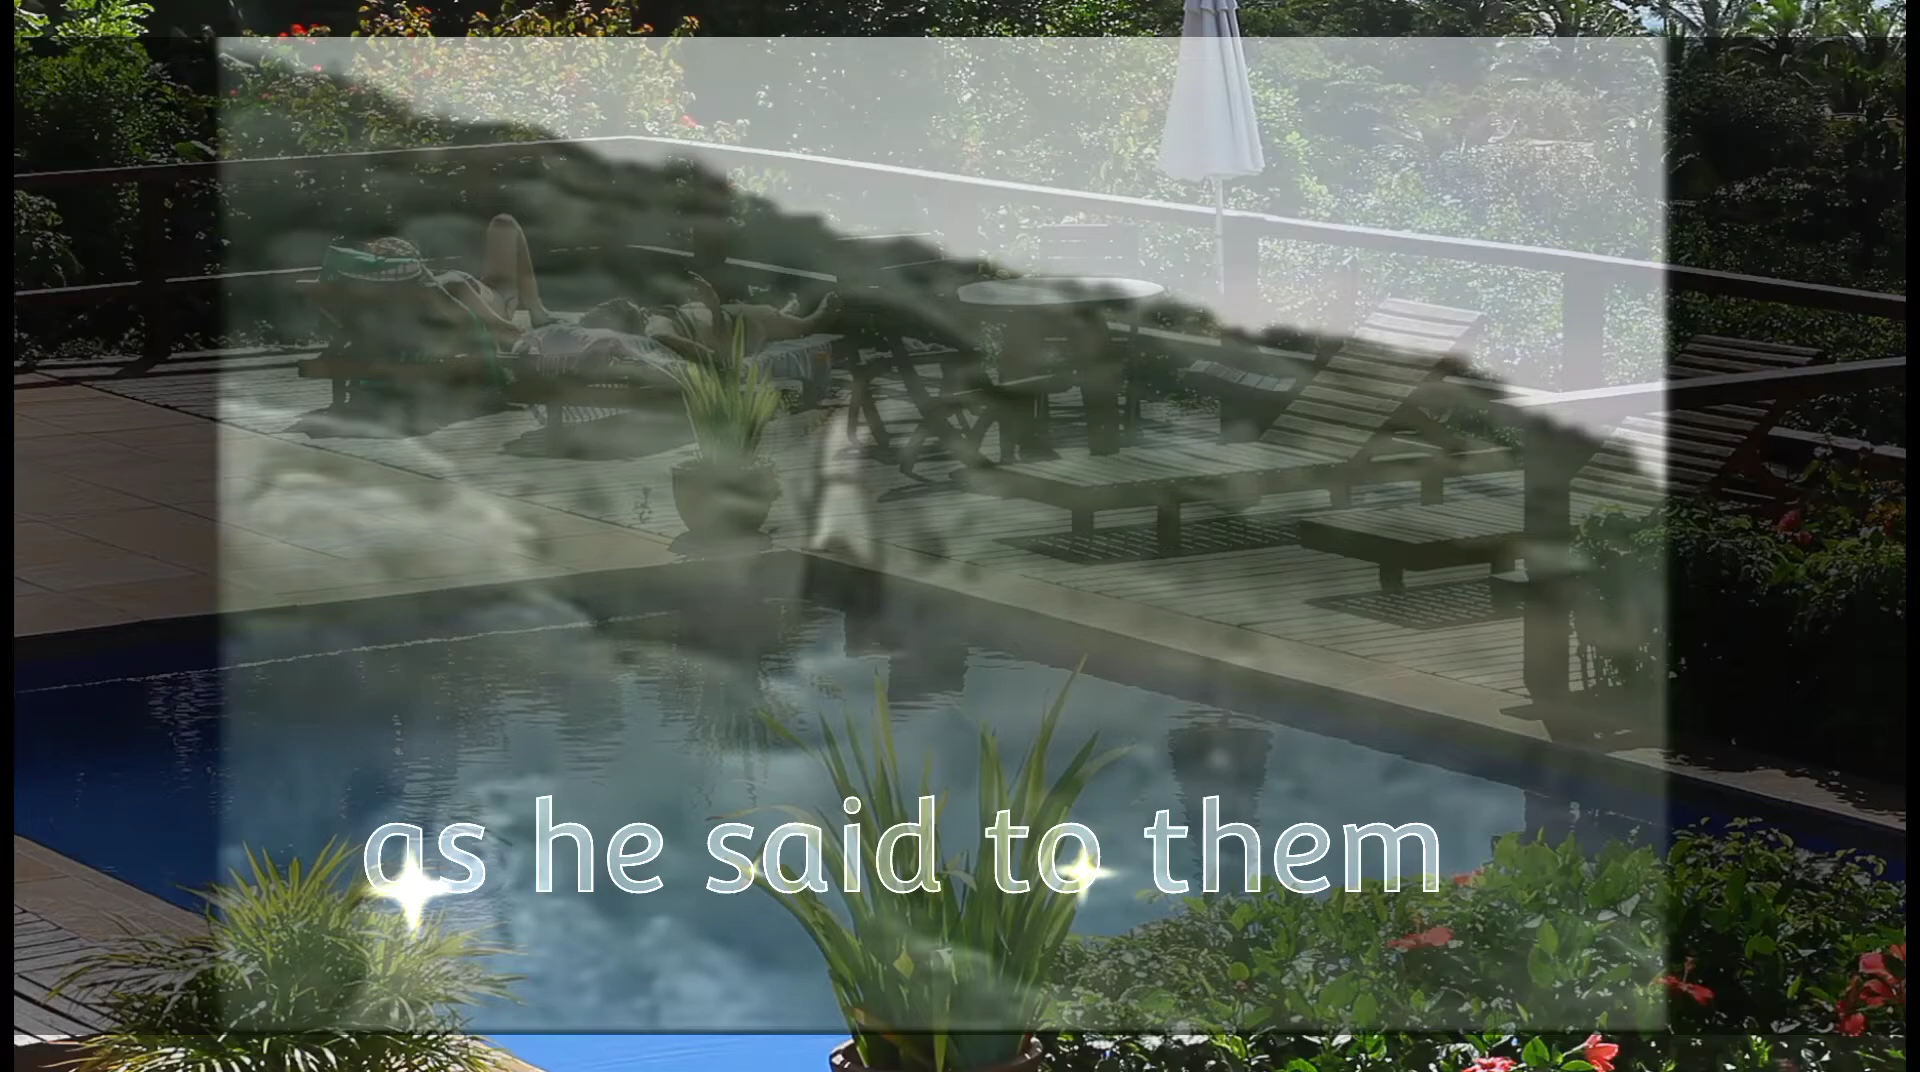 as he said to them